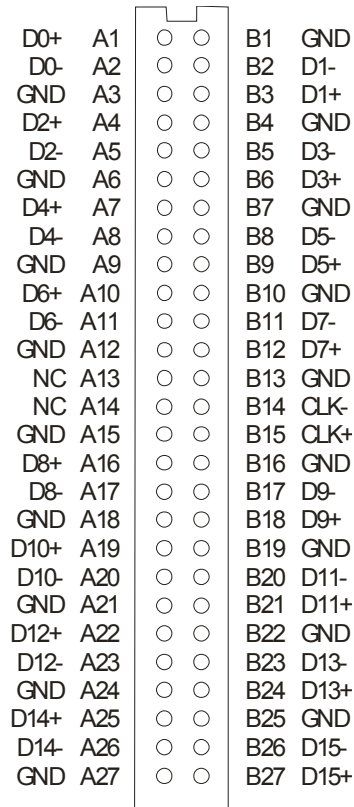 D0+ A1 B1 GND
D0- A2 B2 D1-
GND A3 B3 D1+
D2+ A4 B4 GND
D2- A5 B5 D3-
GND A6 B6 D3+
D4+ A7 B7 GND
D4- A8 B8 D5-
GND A9 B9 D5+
D6+ A10 B10 GND
D6- A11 B11 D7-
GND A12 B12 D7+
NC A13 B13 GND
NC A14 B14 CLK-
GND A15 B15 CLK+
D8+ A16 B16 GND
D8- A17 B17 D9-
GND A18 B18 D9+
D10+ A19 B19 GND
D10- A20 B20 D11-
GND A21 B21 D11+
D12+ A22 B22 GND
D12- A23 B23 D13-
GND A24 B24 D13+
D14+ A25 B25 GND
D14- A26 B26 D15-
GND A27 B27 D15+